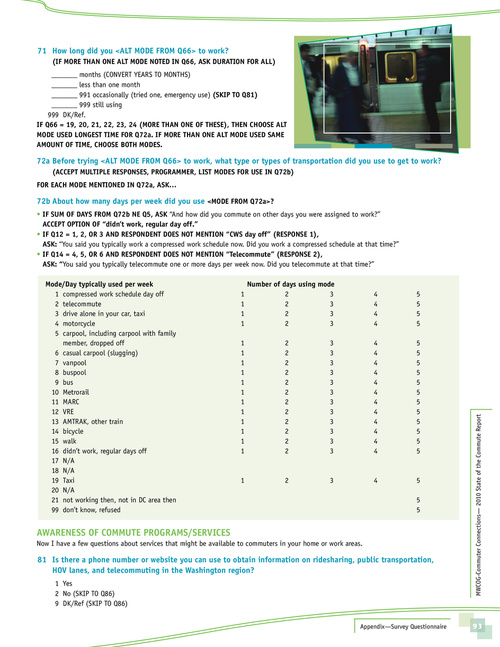 71 How long did you <ALT MODE FROM Q66> to work?
(IF MORE THAN ONE ALT MODE NOTED IN Q66, ASK DURATION FOR ALL)
_______ months (CONVERT YEARS TO MONTHS)
_______ less than one month
_______ 991 occasionally (tried one, emergency use) (SKIP TO Q81)
_______ 999 still using
999 DK/Ref.
IF Q66 = 19, 20, 21, 22, 23, 24 (MORE THAN ONE OF THESE), THEN CHOOSE ALT
MODE USED LONGEST TIME FOR Q72a. IF MORE THAN ONE ALT MODE USED SAME
AMOUNT OF TIME, CHOOSE BOTH MODES.
72a Before trying <ALT MODE FROM Q66> to work, what type or types of transportation did you use to get to work?
(ACCEPT MULTIPLE RESPONSES, PROGRAMMER, LIST MODES FOR USE IN Q72b)
FOR EACH MODE MENTIONED IN Q72a, ASK...
72b About how many days per week did you use <MODE FROM Q72a>?
• IF SUM OF DAYS FROM Q72b NE Q5, ASK “And how did you commute on other days you were assigned to work?”
ACCEPT OPTION OF “didn’t work, regular day off.”
• IF Q12 = 1, 2, OR 3 AND RESPONDENT DOES NOT MENTION “CWS day off” (RESPONSE 1),
ASK: “You said you typically work a compressed work schedule now. Did you work a compressed schedule at that time?”
• IF Q14 = 4, 5, OR 6 AND RESPONDENT DOES NOT MENTION “Telecommute” (RESPONSE 2),
ASK: “You said you typically telecommute one or more days per week now. Did you telecommute at that time?”
Mode/Day typically used per week Number of days using mode
1 compressed work schedule day off 1 2 3 4 5
2 telecommute 1 2 3 4 5
3 drive alone in your car, taxi 1 2 3 4 5
4 motorcycle 1 2 3 4 5
5 carpool, including carpool with family
member, dropped off 1 2 3 4 5
6 casual carpool (slugging) 1 2 3 4 5
7 vanpool 1 2 3 4 5
8 buspool 1 2 3 4 5
9 bus 1 2 3 4 5
10 Metrorail 1 2 3 4 5
11 MARC 1 2 3 4 5
12 VRE 1 2 3 4 5
13 AMTRAK, other train 1 2 3 4 5
14 bicycle 1 2 3 4 5
15 walk 1 2 3 4 5
16 didn’t work, regular days off 1 2 3 4 5
17 N/A
18 N/A
19 Taxi 1 2 3 4 5
20 N/A
21 not working then, not in DC area then 5
99 don’t know, refused 5
AWARENESS OF COMMUTE PROGRAMS/SERVICES
Now I have a few questions about services that might be available to commuters in your home or work areas.
81 Is there a phone number or website you can use to obtain information on ridesharing, public transportation,
HOV lanes, and telecommuting in the Washington region?
1 Yes
2 No (SKIP TO Q86)
9 DK/Ref (SKIP TO Q86)
MWCOG-Commuter Connections— 2010 State of the Commute Report
Appendix—Survey Questionnaire 93